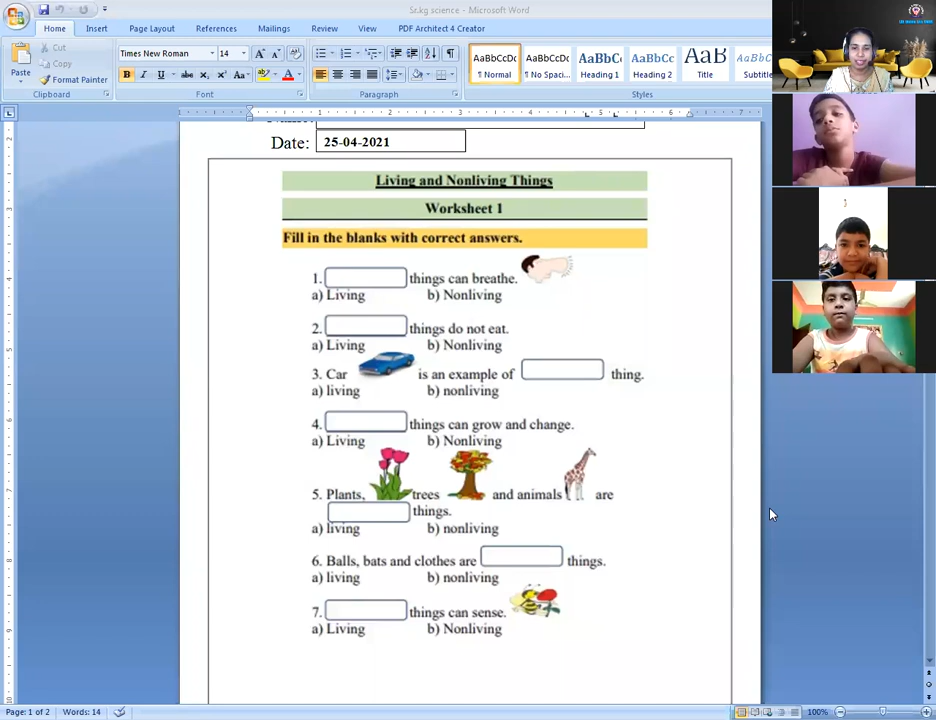 Sr.kg science - Microsoft Word
Home Insert Page Layout References Mailings Review View PDF Architect 4 Creator
Paste
Cut
Copy
Format Painter
Clipboard
Times New Roman 14
Font
Paragraph
AaBbCcDc AaBbCcDc AaBbC AaBbCc AaB
¶ Normal ¶ No Spaci... Heading 1 Heading 2 Title Subtitle
Styles
Date: 25-04-2021
Living and Nonliving Things
Worksheet 1
Fill in the blanks with correct answers.
1. things can breathe.
a) Living b) Nonliving
2. things do not eat.
a) Living b) Nonliving
3. Car is an example of thing.
a) living b) nonliving
4. things can grow and change.
a) Living b) Nonliving
5. Plants, trees and animals are
things.
a) living b) nonliving
6. Balls, bats and clothes are things.
a) living b) nonliving
7. things can sense.
a) Living b) Nonliving
Page: 1 of 2 Words: 14 100%